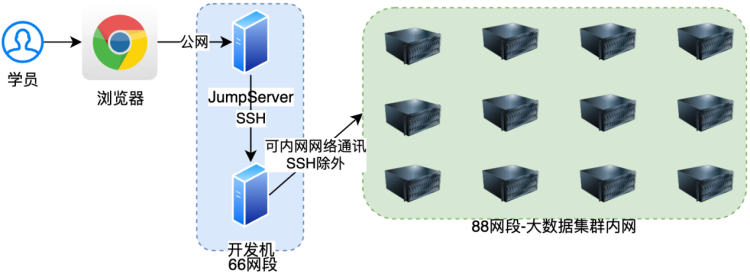 学员
浏览器
公网
JumpServer
SSH
可内网网络通讯
SSH除外
开发机
66网段
88网段-大数据集群内网